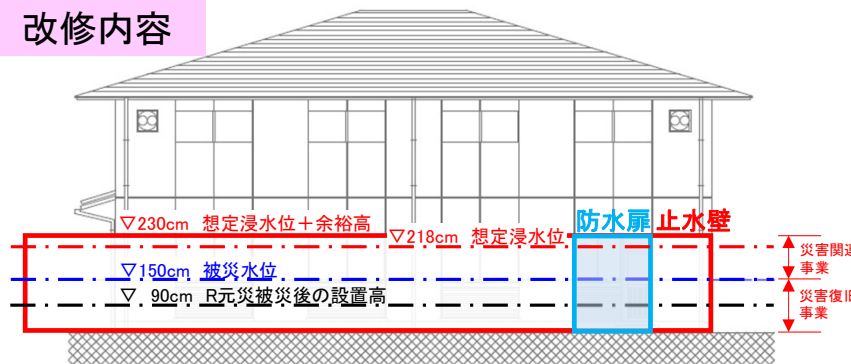 改修内容
▽230cm 想定浸水位＋余裕高
▽218cm 想定浸水位
防水扉 止水壁
▽150cm 被災水位
▽ 90cm R元災被災後の設置高
災害関連
事業
災害復旧
事業